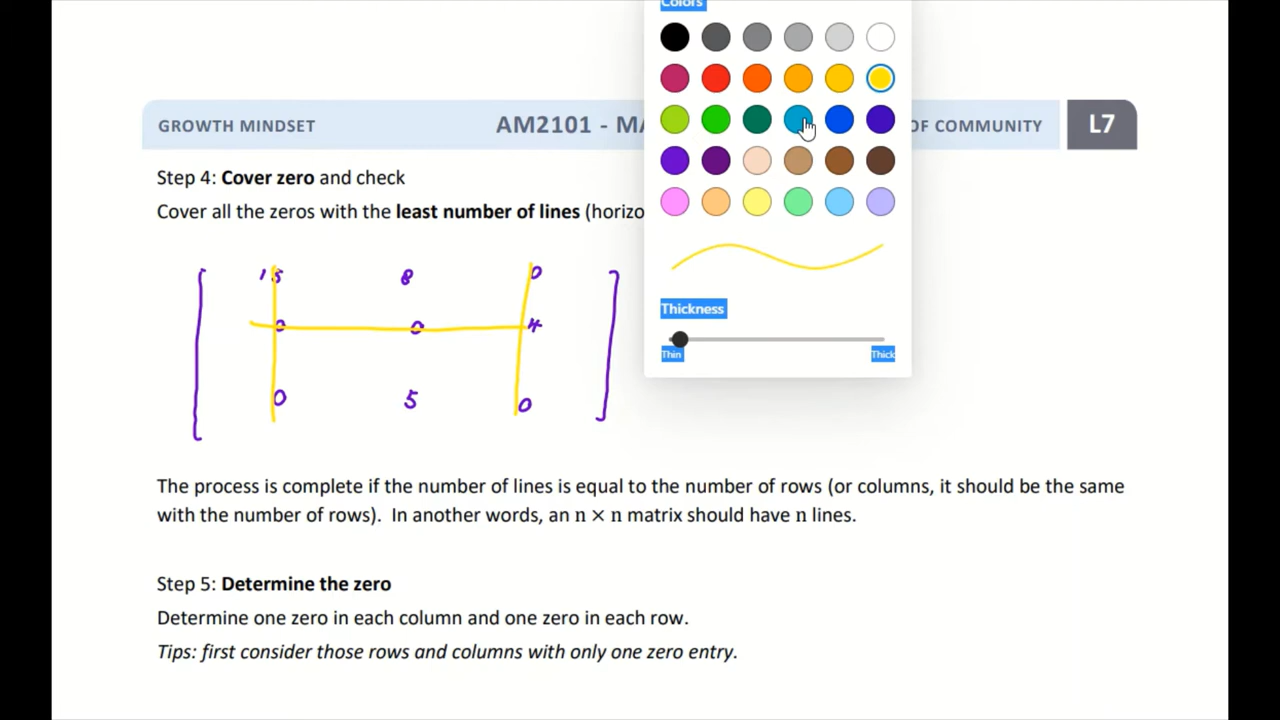 Colors
GROWTH MINDSET
AM2101 - MA
OF COMMUNITY
L7
Step 4: Cover zero and check
Cover all the zeros with the least number of lines (horizo
15 8 0
0 0 4
0 5 0
Thickness
Thin
Thick
The process is complete if the number of lines is equal to the number of rows (or columns, it should be the same
with the number of rows). In another words, an n × n matrix should have n lines.
Step 5: Determine the zero
Determine one zero in each column and one zero in each row.
Tips: first consider those rows and columns with only one zero entry.